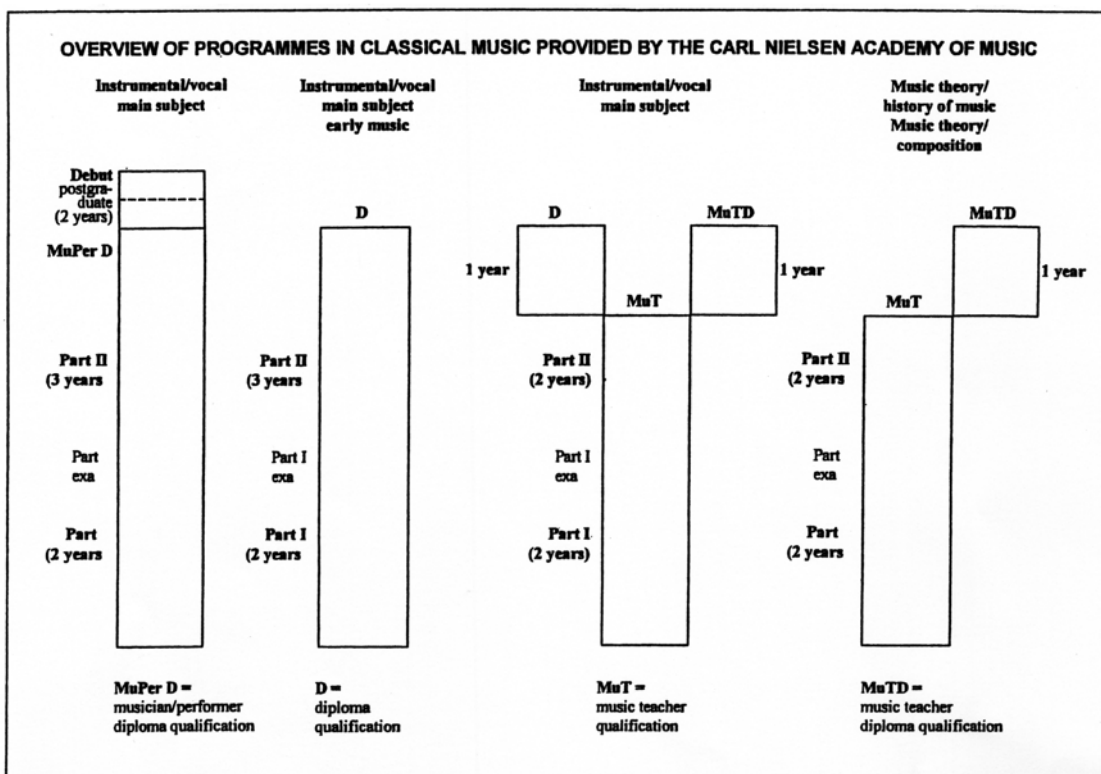 OVERVIEW OF PROGRAMMES IN CLASSICAL MUSIC PROVIDED BY THE CARL NIELSEN ACADEMY OF MUSIC
Instrumental/vocal
main subject
Debut
postgra-
duate
(2 years)
MuPer D
Part II
(3 years
Part
exa
Part
(2 years
MuPer D =
musician/performer
diploma qualification
Instrumental/vocal
main subject
early music
D
Part II
(3 years
Part I
exa
Part I
(2 years
D =
diploma
qualification
Instrumental/vocal
main subject
D
MuTD
1 year
1 year
MuT
Part II
(2 years)
Part I
exa
Part I
(2 years)
MuT =
music teacher
qualification
Music theory/
history of music
Music theory/
composition
MuTD
1 year
MuT
Part II
(2 years
Part
exa
Part
(2 years
MuTD =
music teacher
diploma qualification